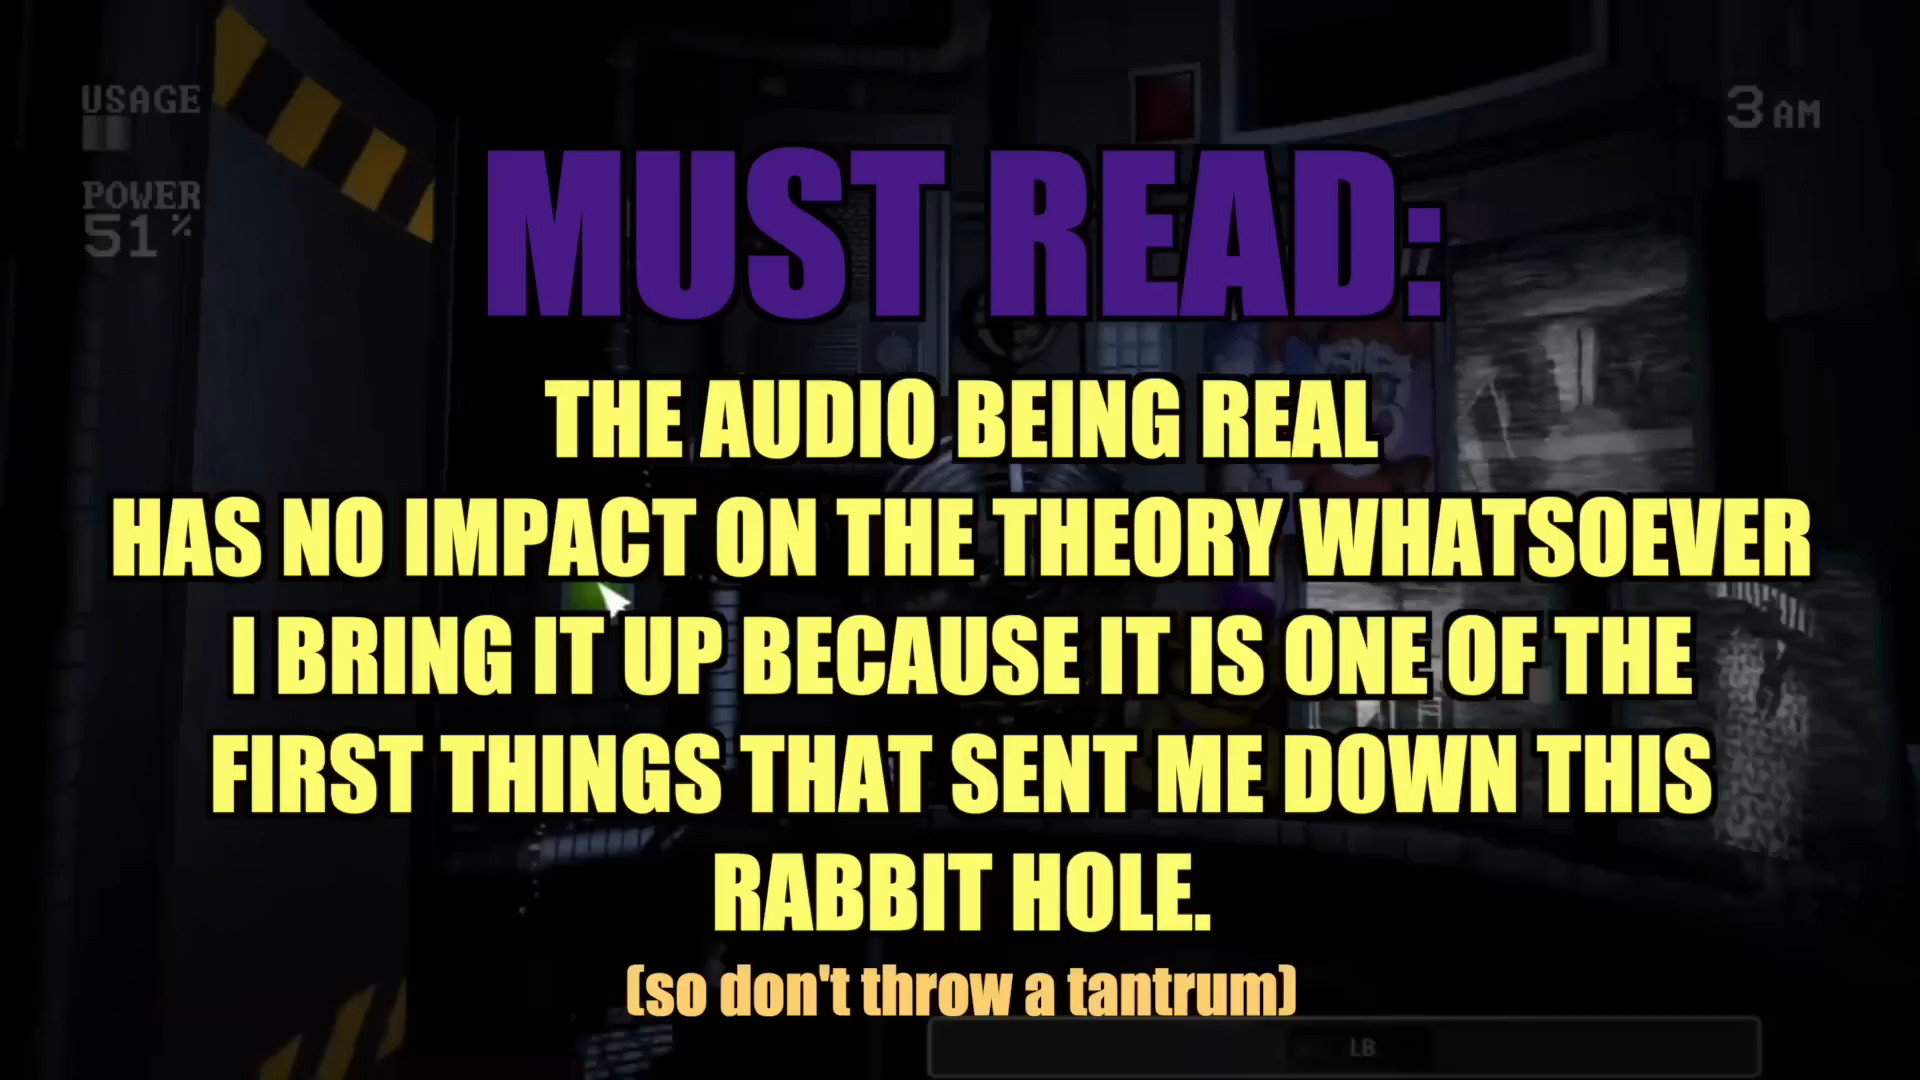 USAGE
POWER
51%
3 AM
MUST READ:
THE AUDIO BEING REAL
HAS NO IMPACT ON THE THEORY WHATSOEVER
I BRING IT UP BECAUSE IT IS ONE OF THE
FIRST THINGS THAT SENT ME DOWN THIS
RABBIT HOLE.
(so don't throw a tantrum)
LB